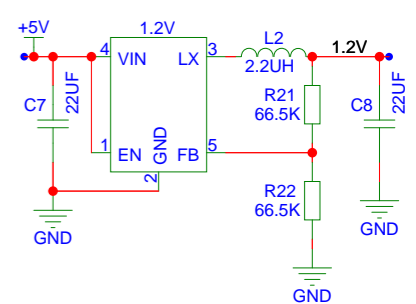 +5V
1.2V
L2
1.2V
4
VIN
LX
3
2.2UH
C7
22UF
R21
66.5K
C8
22UF
1
EN
GND
FB
5
2
R22
66.5K
GND
GND
GND